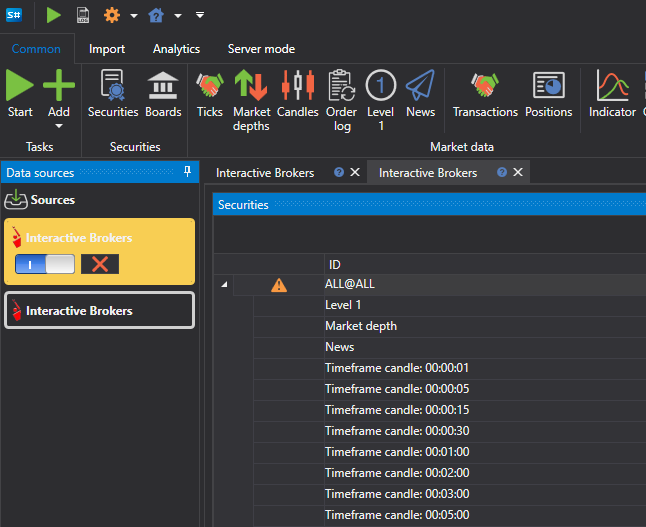 S#
LOG
Common Import Analytics Server mode
Start Add Securities Boards Ticks Market depths Candles Order log Level 1 News Transactions Positions Indicator
Tasks Securities Market data
Data sources
Sources
Interactive Brokers
Interactive Brokers
Interactive Brokers ? Interactive Brokers ?
Securities
ID
ALL@ALL
Level 1
Market depth
News
Timeframe candle: 00:00:01
Timeframe candle: 00:00:05
Timeframe candle: 00:00:15
Timeframe candle: 00:00:30
Timeframe candle: 00:01:00
Timeframe candle: 00:02:00
Timeframe candle: 00:03:00
Timeframe candle: 00:05:00